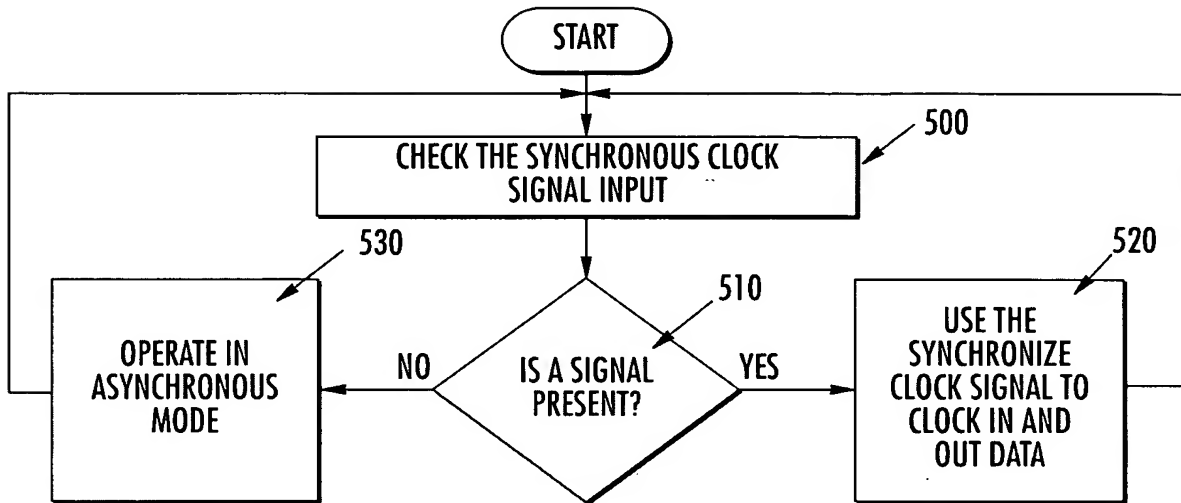 START
500
CHECK THE SYNCHRONOUS CLOCK
SIGNAL INPUT
530
510
520
OPERATE IN
ASYNCHRONOUS
MODE
NO
IS A SIGNAL
PRESENT?
YES
USE THE
SYNCHRONIZE
CLOCK SIGNAL TO
CLOCK IN AND
OUT DATA